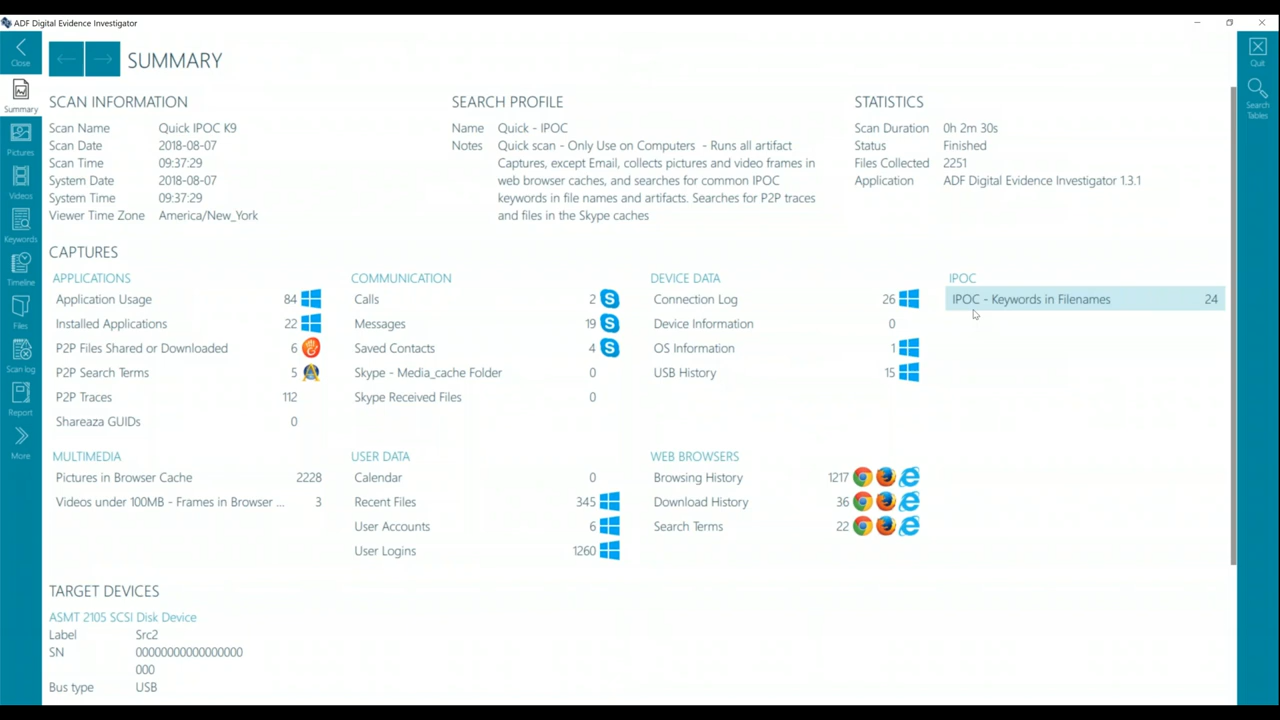 ADF Digital Evidence Investigator
Close
SUMMARY
Quit
Summary
Search Tables
Pictures
Videos
Keywords
Timeline
Files
Scan log
Report
More
SCAN INFORMATION
Scan Name Quick IPOC K9
Scan Date 2018-08-07
Scan Time 09:37:29
System Date 2018-08-07
System Time 09:37:29
Viewer Time Zone America/New_York
SEARCH PROFILE
Name Quick - IPOC
Notes Quick scan - Only Use on Computers - Runs all artifact
Captures, except Email, collects pictures and video frames in
web browser caches, and searches for common IPOC
keywords in file names and artifacts. Searches for P2P traces
and files in the Skype caches
STATISTICS
Scan Duration 0h 2m 30s
Status Finished
Files Collected 2251
Application ADF Digital Evidence Investigator 1.3.1
CAPTURES
APPLICATIONS
Application Usage 84
Installed Applications 22
P2P Files Shared or Downloaded 6
P2P Search Terms 5
P2P Traces 112
Shareaza GUIDs 0
COMMUNICATION
Calls 2
Messages 19
Saved Contacts 4
Skype - Media_cache Folder 0
Skype Received Files 0
DEVICE DATA
Connection Log 26
Device Information 0
OS Information 1
USB History 15
IPOC
IPOC - Keywords in Filenames 24
MULTIMEDIA
Pictures in Browser Cache 2228
Videos under 100MB - Frames in Browser ... 3
USER DATA
Calendar 0
Recent Files 345
User Accounts 6
User Logins 1260
WEB BROWSERS
Browsing History 1217
Download History 36
Search Terms 22
TARGET DEVICES
ASMT 2105 SCSI Disk Device
Label Src2
SN 00000000000000000
000
Bus type USB